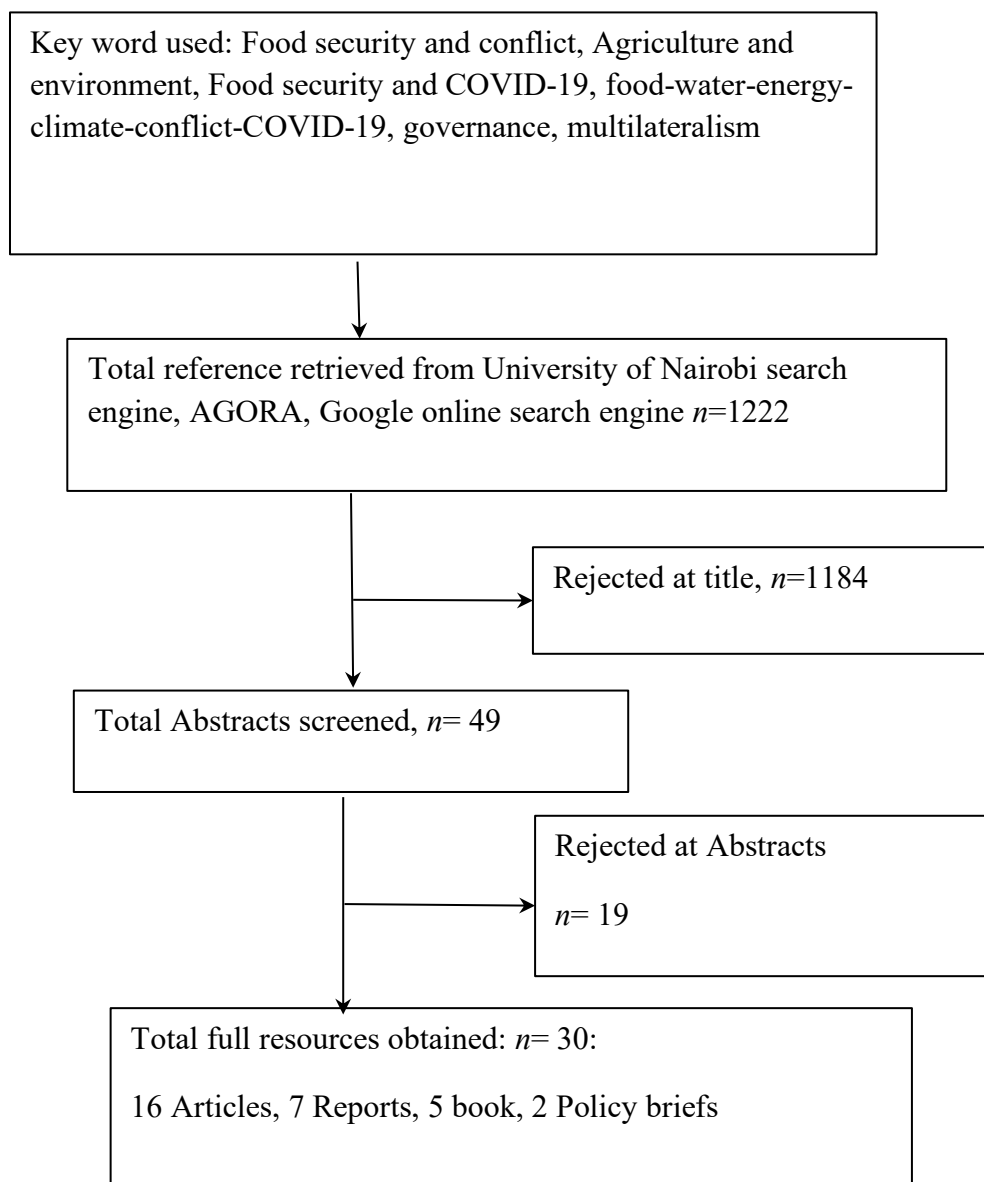 Key word used: Food security and conflict, Agriculture and
environment, Food security and COVID-19, food-water-energy-
climate-conflict-COVID-19, governance, multilateralism
Total reference retrieved from University of Nairobi search
engine, AGORA, Google online search engine n=1222
Rejected at title, n=1184
Total Abstracts screened, n= 49
Rejected at Abstracts
n= 19
Total full resources obtained: n= 30:
16 Articles, 7 Reports, 5 book, 2 Policy briefs